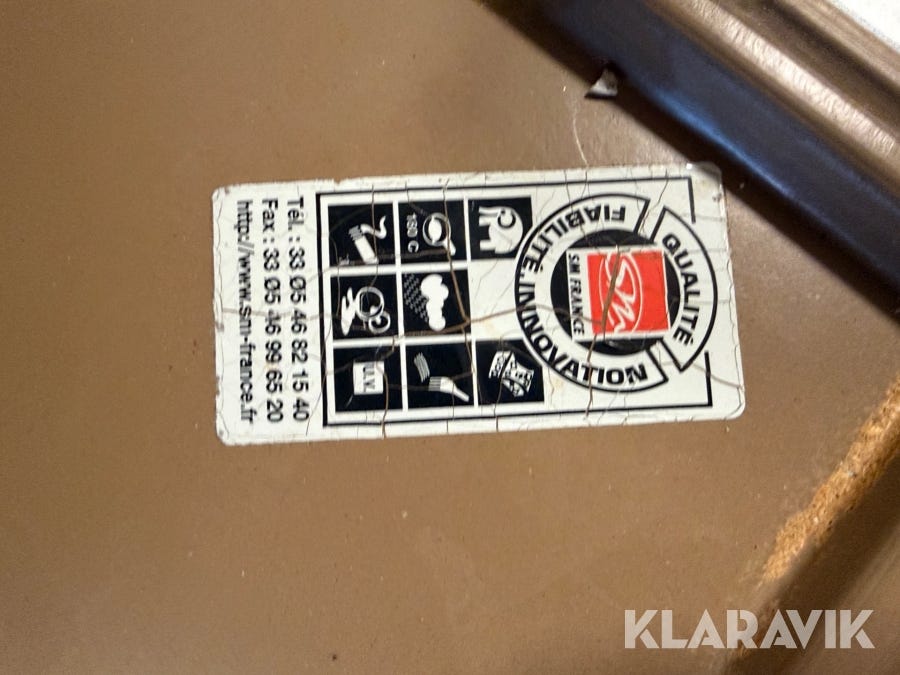 QUALITÉ
FIABILITÉ.INNOVATION
SM
SM FRANCE
180 C
U.V.
Tél. : 33 05 46 82 15 40
Fax : 33 05 46 99 65 20
http://www.sm-france.fr
KLARAVIK